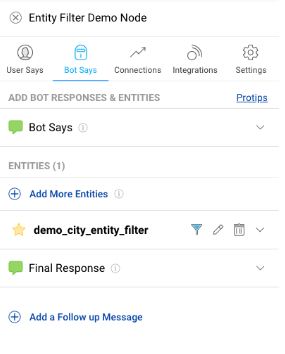 Entity Filter Demo Node
User Says
Bot Says
Connections
Integrations
Settings
ADD BOT RESPONSES & ENTITIES
Protips
Bot Says
ENTITIES (1)
Add More Entities
demo_city_entity_filter
Final Response
Add a Follow up Message